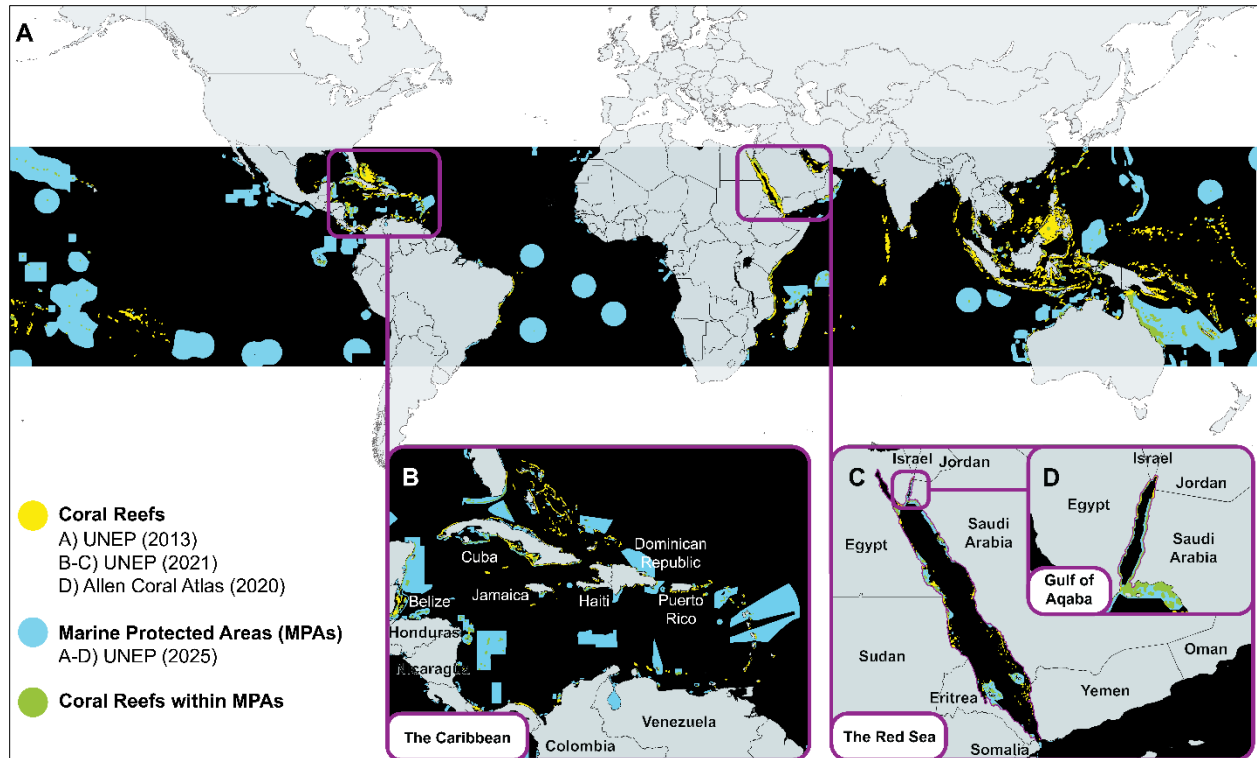 A
Coral Reefs
A) UNEP (2013)
B-C) UNEP (2021)
D) Allen Coral Atlas (2020)
Marine Protected Areas (MPAs)
A-D) UNEP (2025)
Coral Reefs within MPAs
B
Cuba
Dominican
Republic
Jamaica
Haiti
Puerto
Rico
Belize
Honduras
Nicaragua
Venezuela
Colombia
The Caribbean
C
Israel
Jordan
Egypt
Saudi
Arabia
Sudan
Eritrea
Yemen
Oman
Somalia
The Red Sea
D
Israel
Jordan
Egypt
Saudi
Arabia
Gulf of
Aqaba